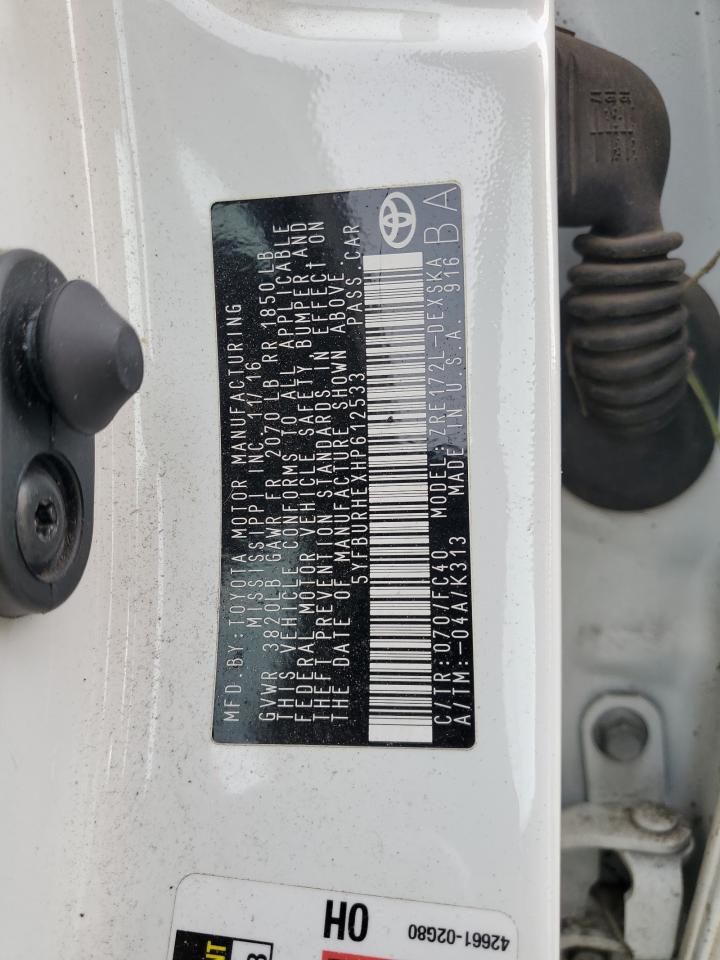 MFD.BY:TOYOTA MOTOR MANUFACTURING
MISSISSIPPI INC. 11/16
GVWR 3820LB GAWR FR 2070 LB RR 1850 LB
THIS VEHICLE CONFORMS TO ALL APPLICABLE
FEDERAL MOTOR VEHICLE SAFETY, BUMPER AND
THEFT PREVENTION STANDARDS IN EFFECT ON
THE DATE OF MANUFACTURE SHOWN ABOVE.
5YFBURHEXHP612533 PASS.CAR
C/TR:070/FC40 MODEL:ZRE172L-DEXSKA
A/TM:-04A/K313 MADE IN U.S.A. 916
BA
0H
42661-02G80